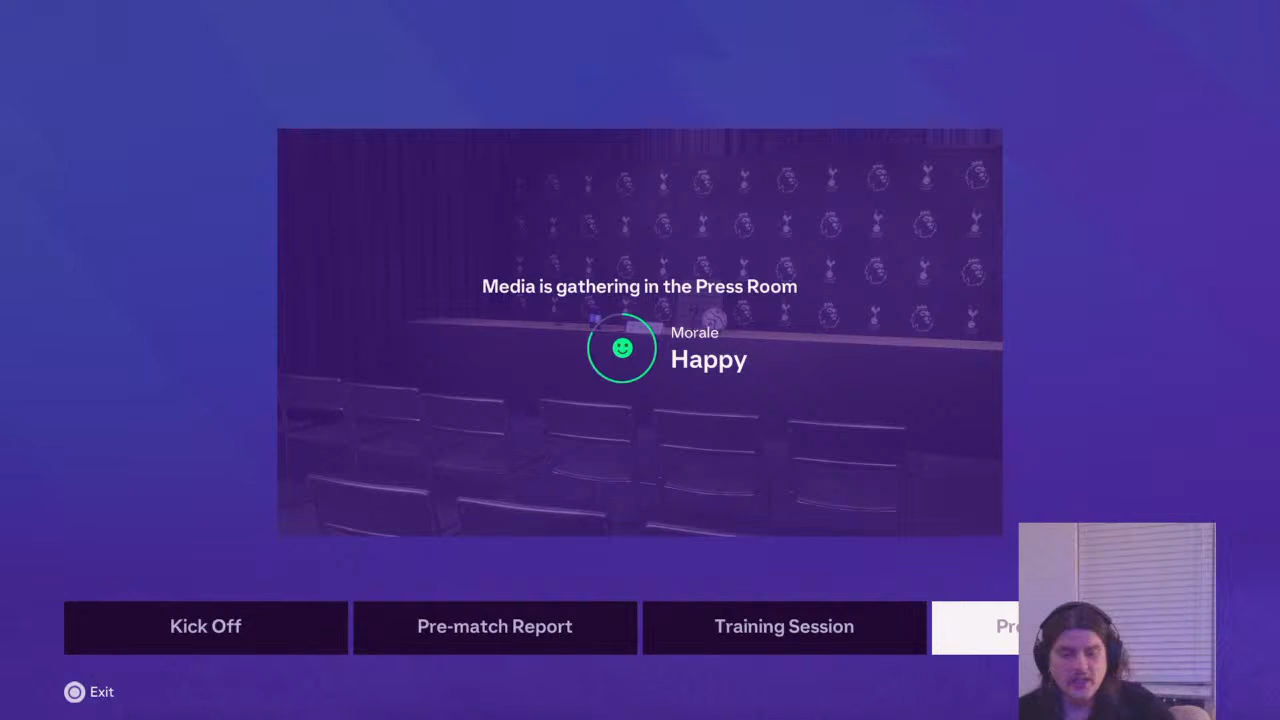 Media is gathering in the Press Room
Morale
Happy
Kick Off
Pre-match Report
Training Session
Exit